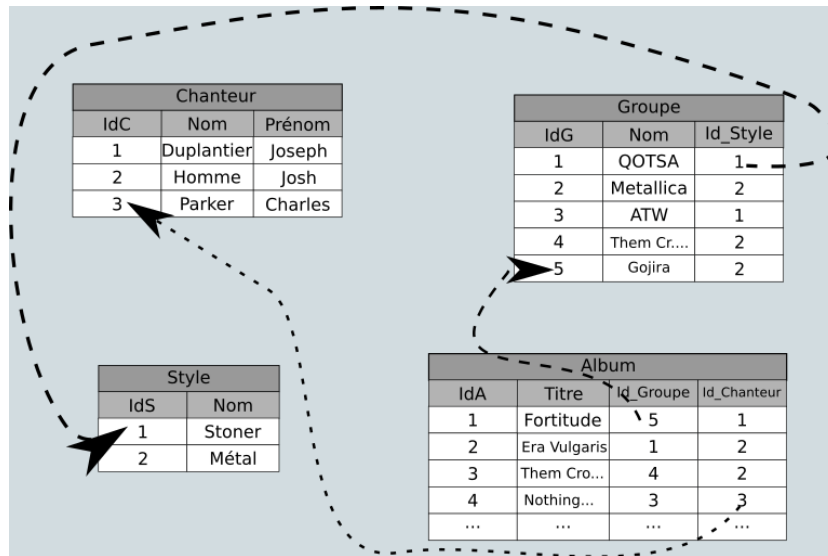 Chanteur
IdC Nom Prénom
1 Duplantier Joseph
2 Homme Josh
3 Parker Charles
Groupe
IdG Nom Id_Style
1 QOTSA 1
2 Metallica 2
3 ATW 1
4 Them Cr.... 2
5 Gojira 2
Style
IdS Nom
1 Stoner
2 Métal
Album
IdA Titre Id_Groupe Id_Chanteur
1 Fortitude 5 1
2 Era Vulgaris 1 2
3 Them Cro... 4 2
4 Nothing... 3 3
... ... ... ...